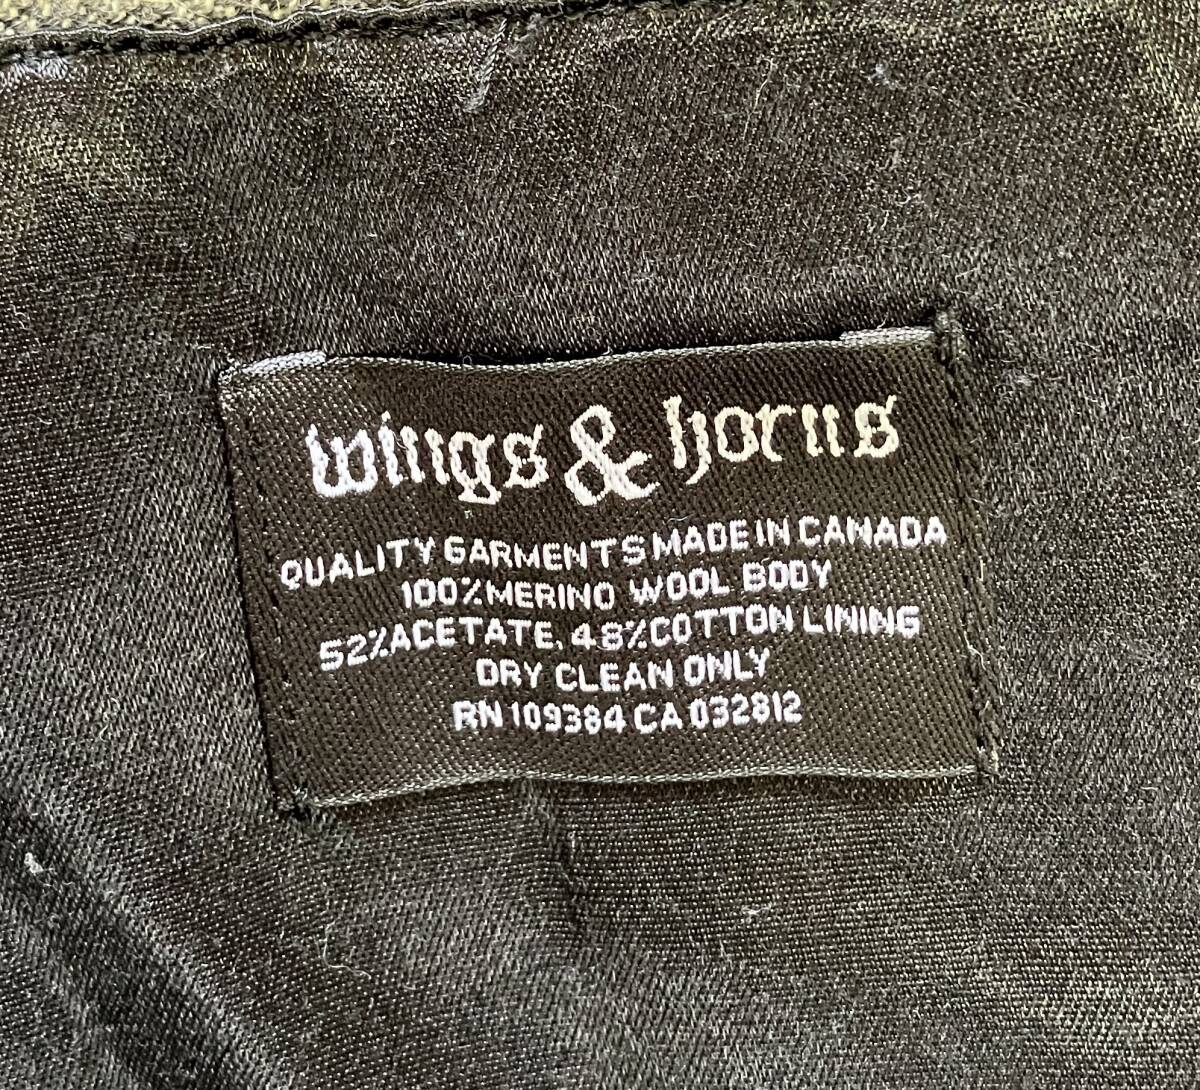 wings & horns
QUALITY GARMENTS MADE IN CANADA
100% MERINO WOOL BODY
52% ACETATE, 48% COTTON LINING
DRY CLEAN ONLY
RN 109384 CA 032812